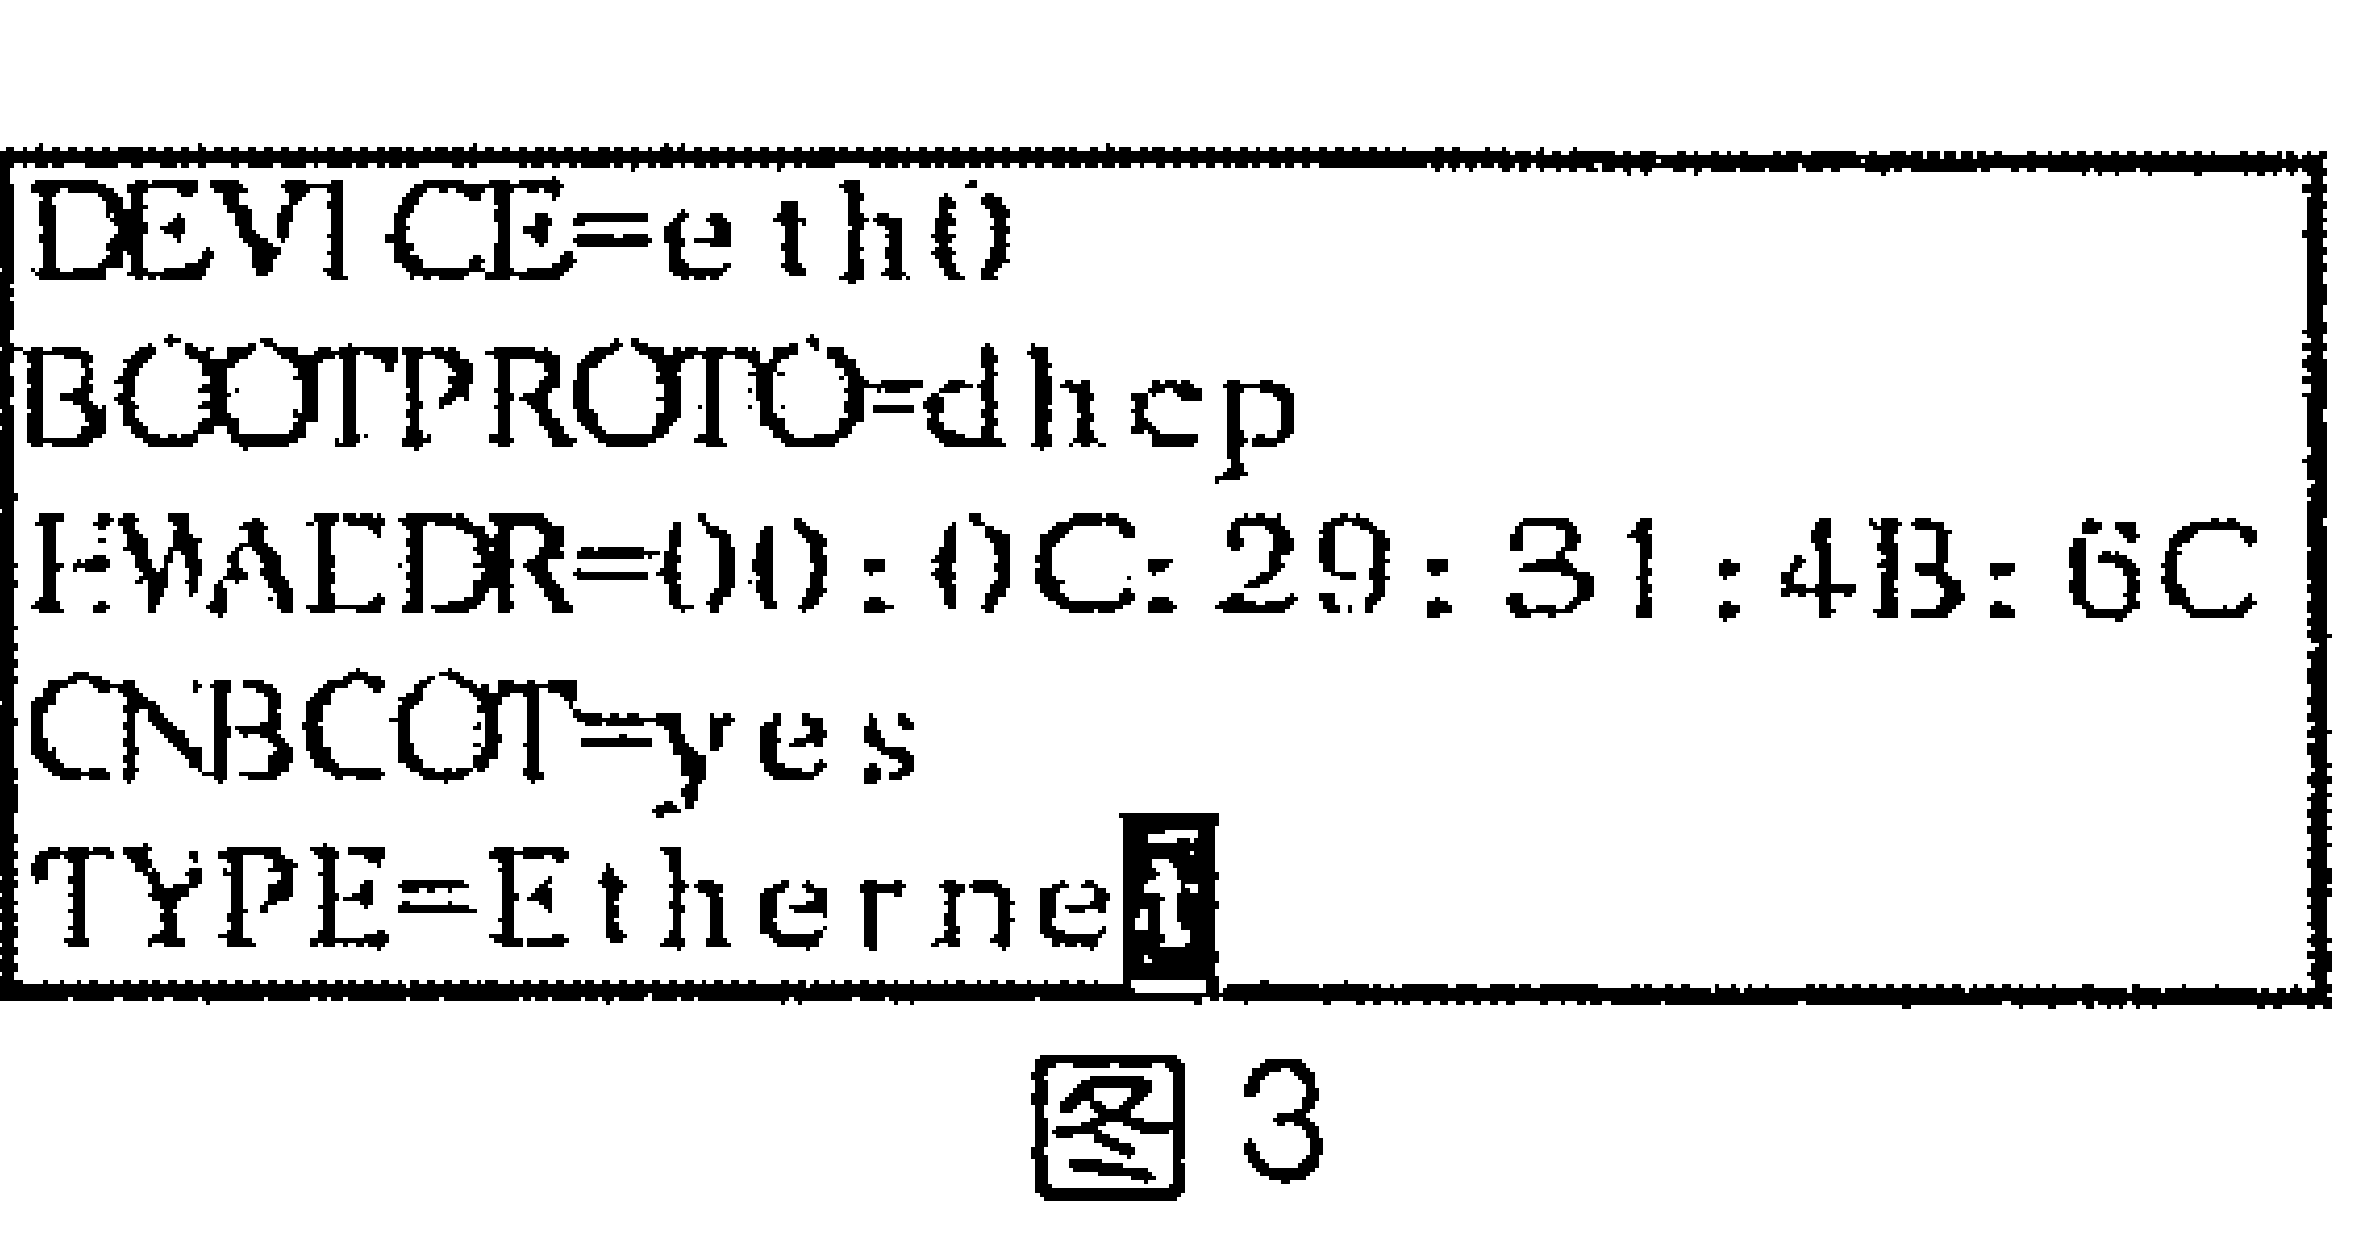 DEVICE=eth0
BOOTPROTO=dhcp
HWADDR=00:0C:29:31:4B:6C
ONBOOT=yes
TYPE=Ethernet
图 3